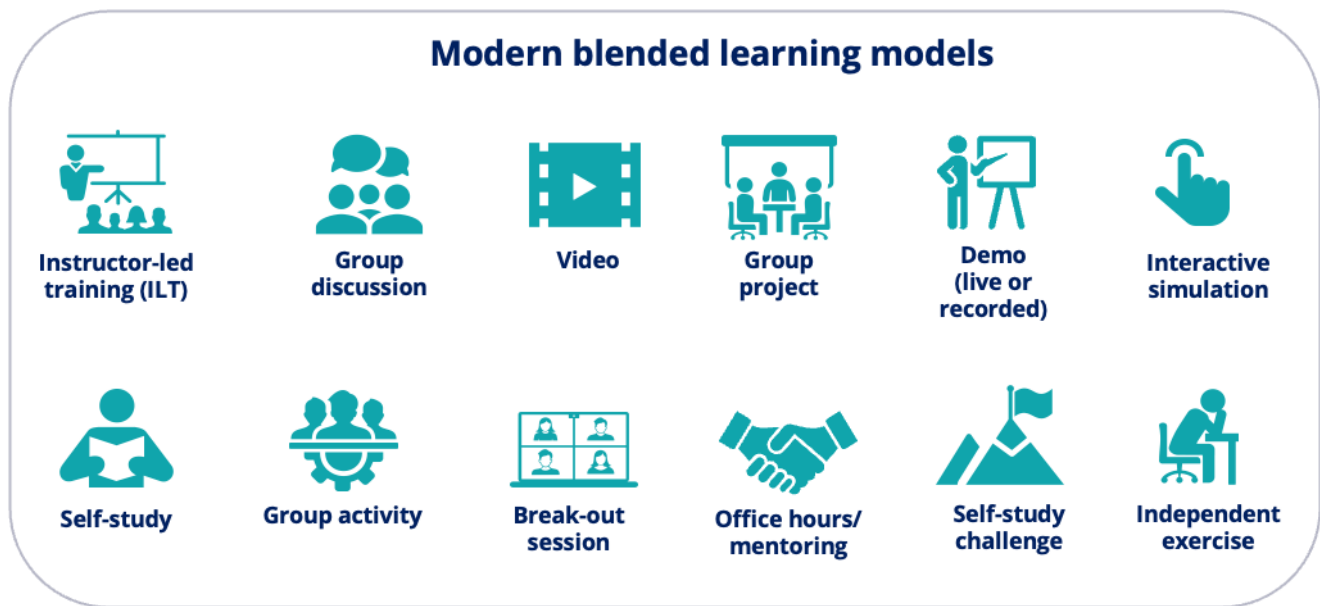 Modern blended learning models
Instructor-led
training (ILT)
Group
discussion
Video
Group
project
Demo
(live or
recorded)
Interactive
simulation
Self-study
Group activity
Break-out
session
Office hours/
mentoring
Self-study
challenge
Independent
exercise